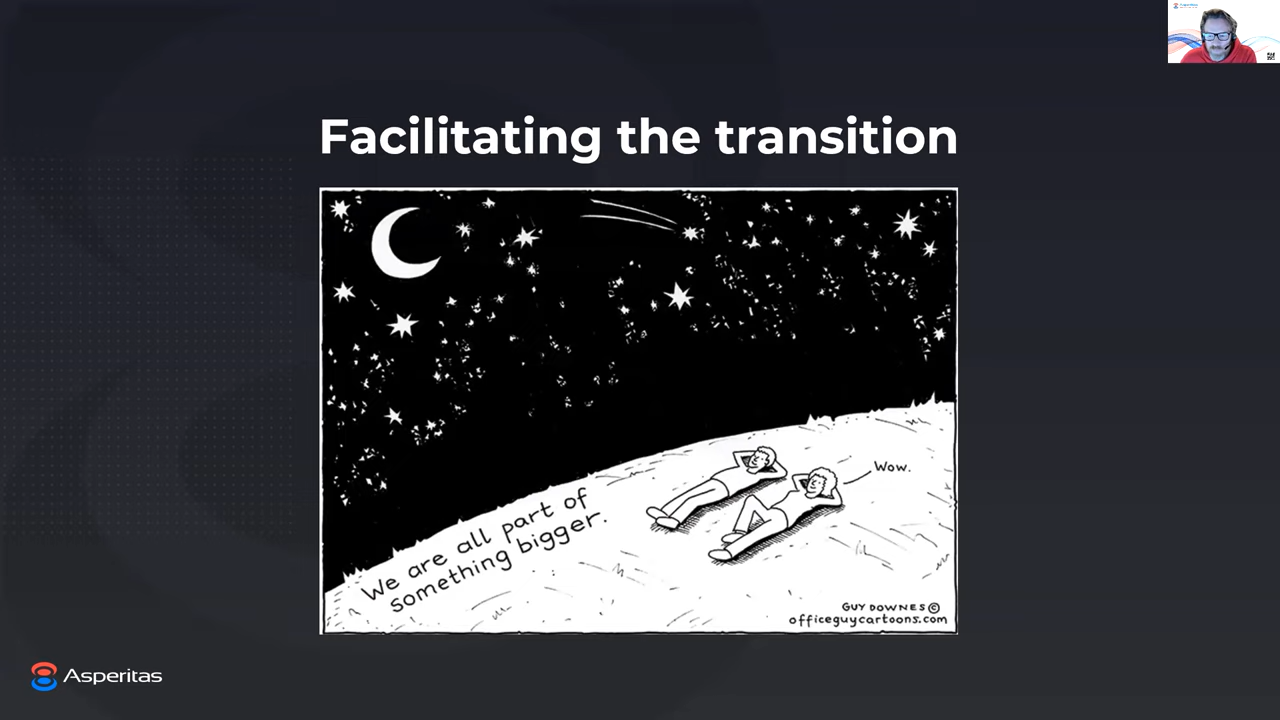 Facilitating the transition
Wow.
We are all part of
something bigger.
GUY DOWNES ©
officeguycartoons.com
Asperitas